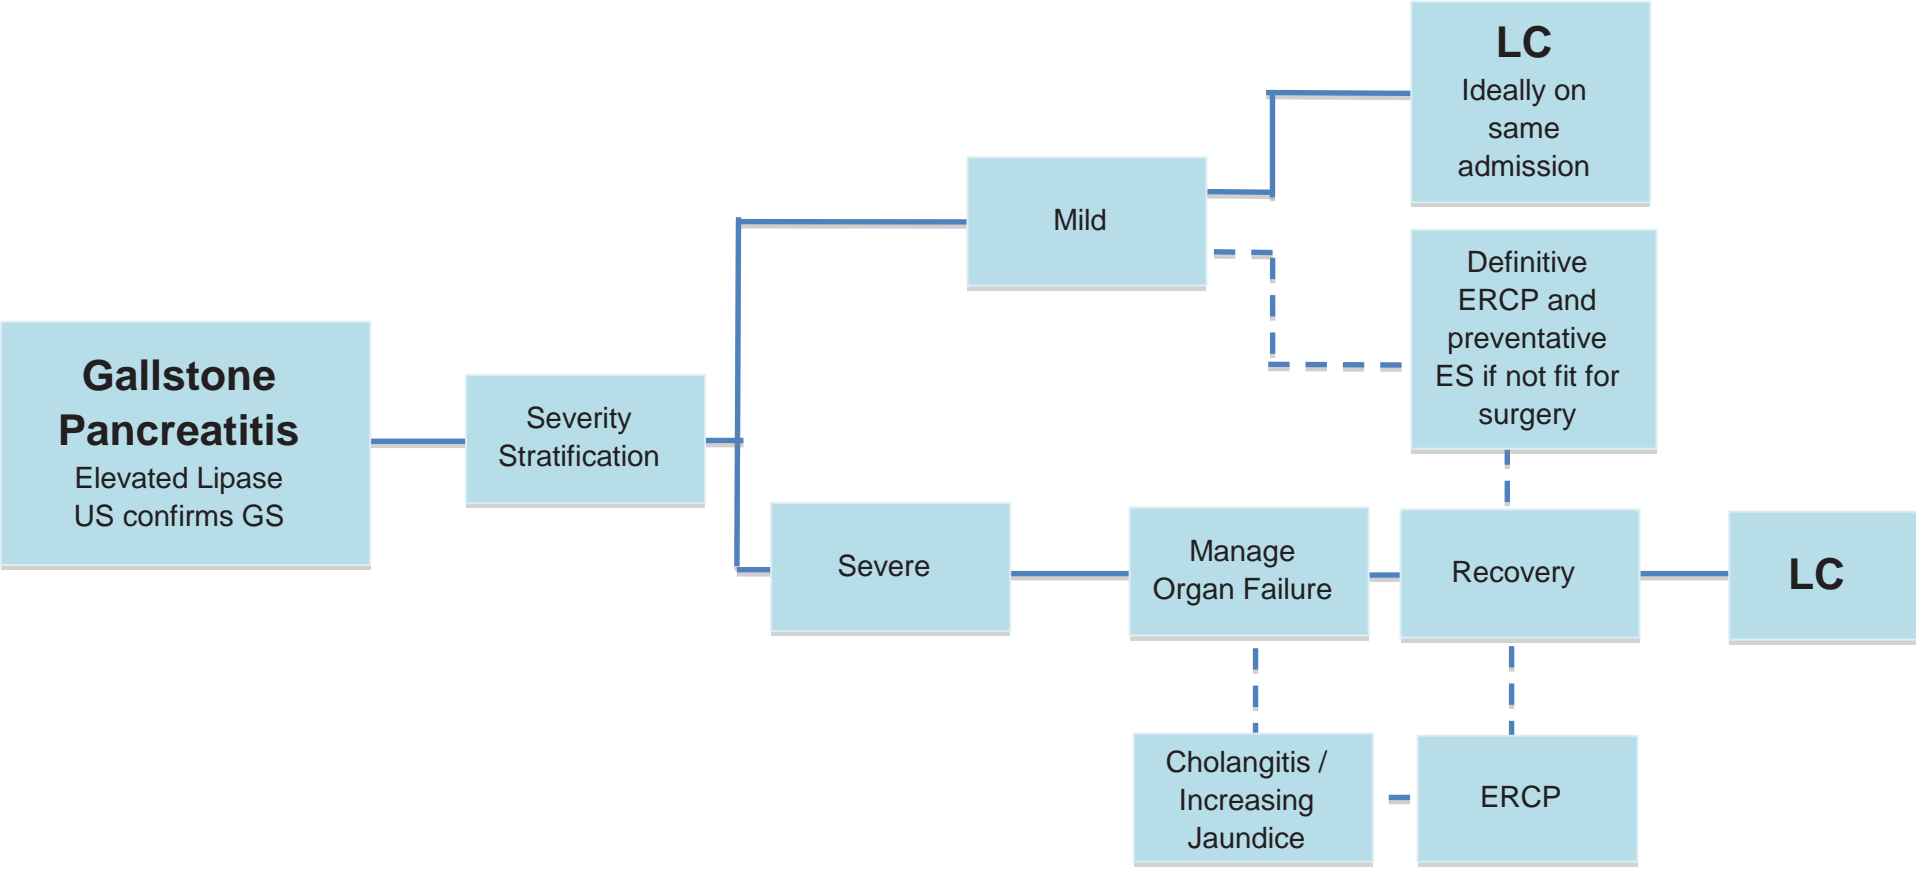 Gallstone
Pancreatitis
Elevated Lipase
US confirms GS
Severity
Stratification
Mild
LC
Ideally on
same
admission
Definitive
ERCP and
preventative
ES if not fit for
surgery
Severe
Manage
Organ Failure
Recovery
LC
Cholangitis /
Increasing
Jaundice
ERCP